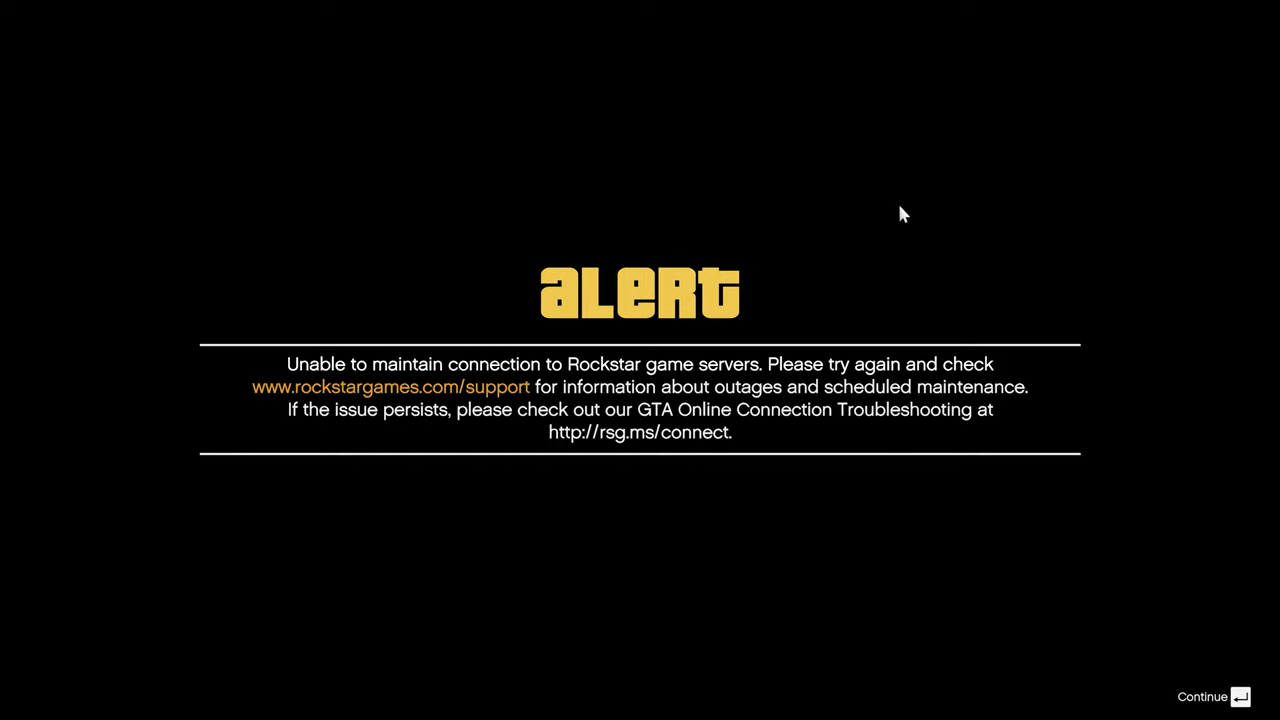 aLeRt
Unable to maintain connection to Rockstar game servers. Please try again and check
www.rockstargames.com/support for information about outages and scheduled maintenance.
If the issue persists, please check out our GTA Online Connection Troubleshooting at
http://rsg.ms/connect.
Continue